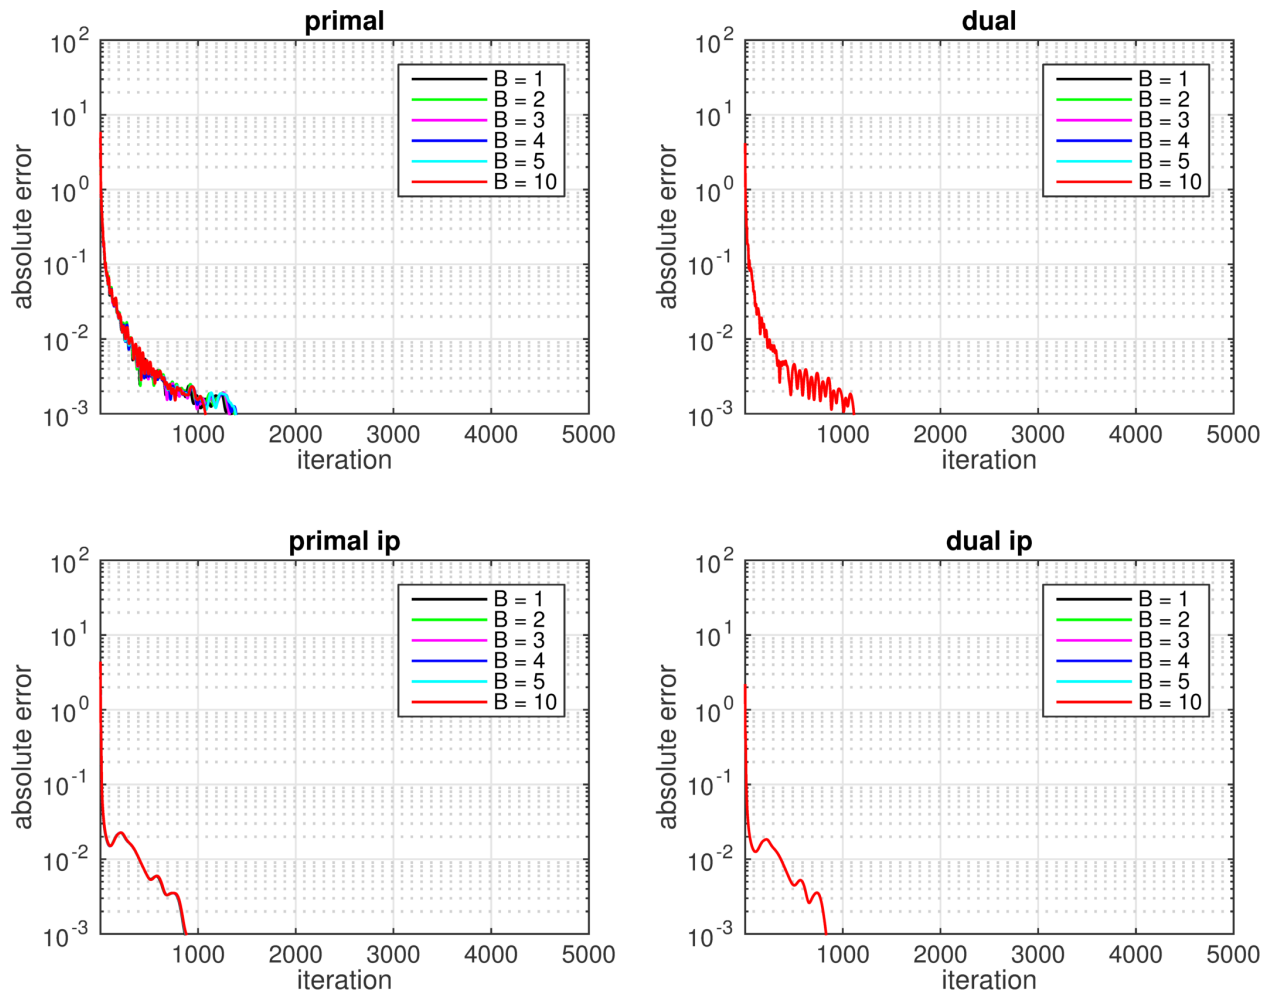 primal
absolute error
10^2
10^1
10^0
10^-1
10^-2
10^-3
B = 1
B = 2
B = 3
B = 4
B = 5
B = 10
1000 2000 3000 4000 5000
iteration
dual
absolute error
10^2
10^1
10^0
10^-1
10^-2
10^-3
B = 1
B = 2
B = 3
B = 4
B = 5
B = 10
1000 2000 3000 4000 5000
iteration
primal ip
absolute error
10^2
10^1
10^0
10^-1
10^-2
10^-3
B = 1
B = 2
B = 3
B = 4
B = 5
B = 10
1000 2000 3000 4000 5000
iteration
dual ip
absolute error
10^2
10^1
10^0
10^-1
10^-2
10^-3
B = 1
B = 2
B = 3
B = 4
B = 5
B = 10
1000 2000 3000 4000 5000
iteration